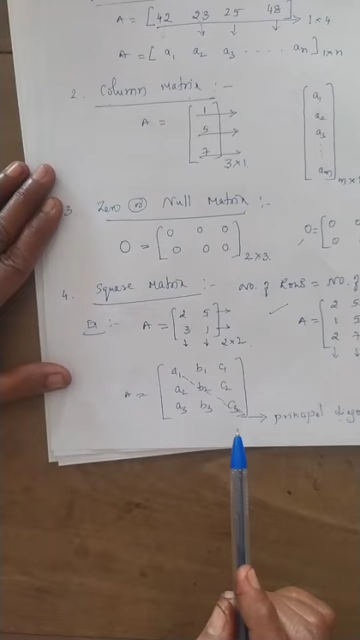 A = [ 42 23 25 48 ] → 1×4
A = [ a₁ a₂ a₃ .... aₙ ] 1×n
2. Column Matrix :-
A = [ 1
5
7 ] 3×1
[ a₁
a₂
a₃
⋮
aₘ ] m×1
3. Zero (or) Null Matrix :-
O = [ 0 0 0
0 0 0 ] 2×3
O = [ 0 0
0
4. Square Matrix :- No. of Rows = No. of
Ex :- A = [ 2 5
3 1 ] 2×2
A = [ 2 5
1 5
2 7
A = [ a₁ b₁ c₁
a₂ b₂ c₂
a₃ b₃ c₃ ] → principal